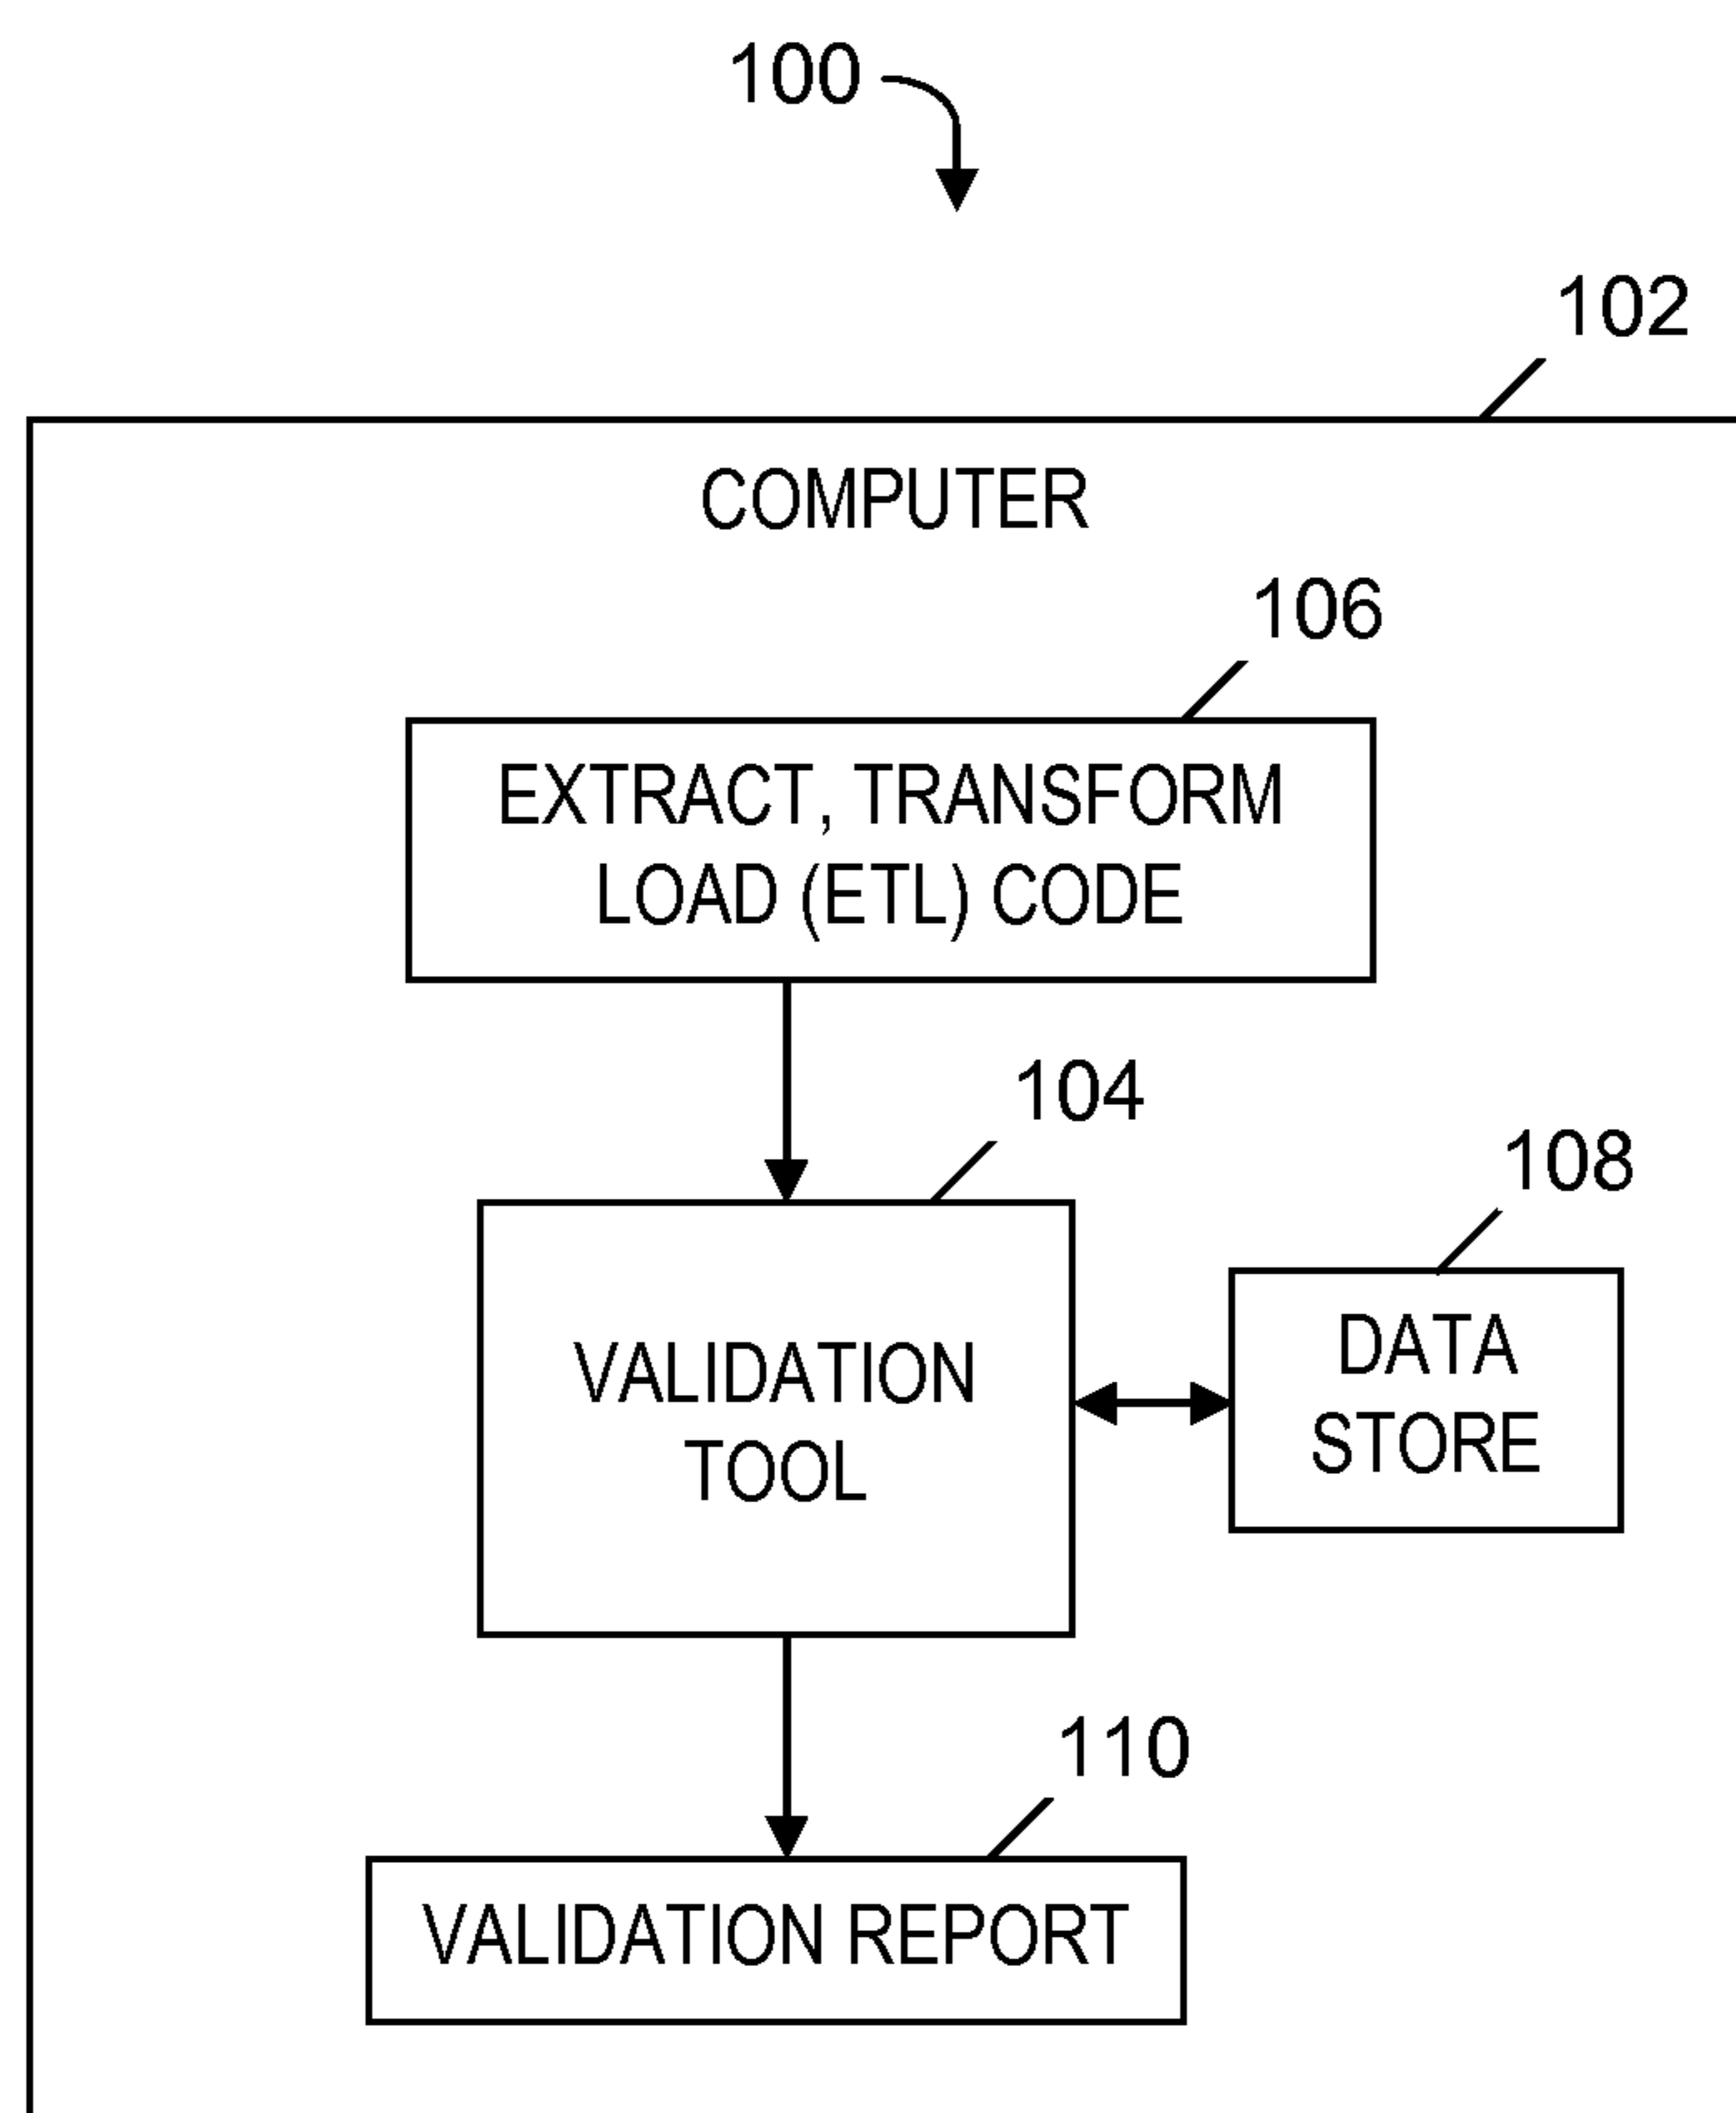 100
102
COMPUTER
106
EXTRACT, TRANSFORM
LOAD (ETL) CODE
104
108
VALIDATION
TOOL
DATA
STORE
110
VALIDATION REPORT